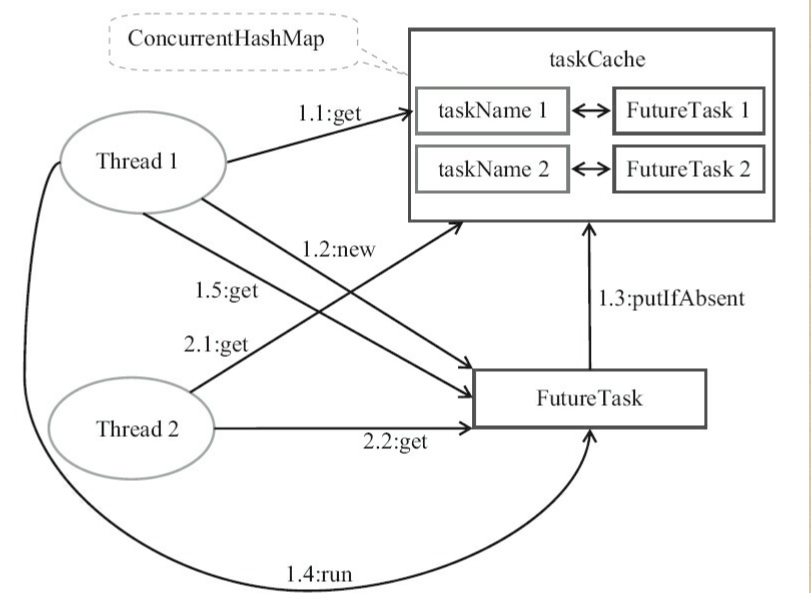 ConcurrentHashMap
taskCache
1.1:get
taskName 1
FutureTask 1
Thread 1
taskName 2
FutureTask 2
1.2:new
1.5:get
1.3:putIfAbsent
2.1:get
FutureTask
Thread 2
2.2:get
1.4:run